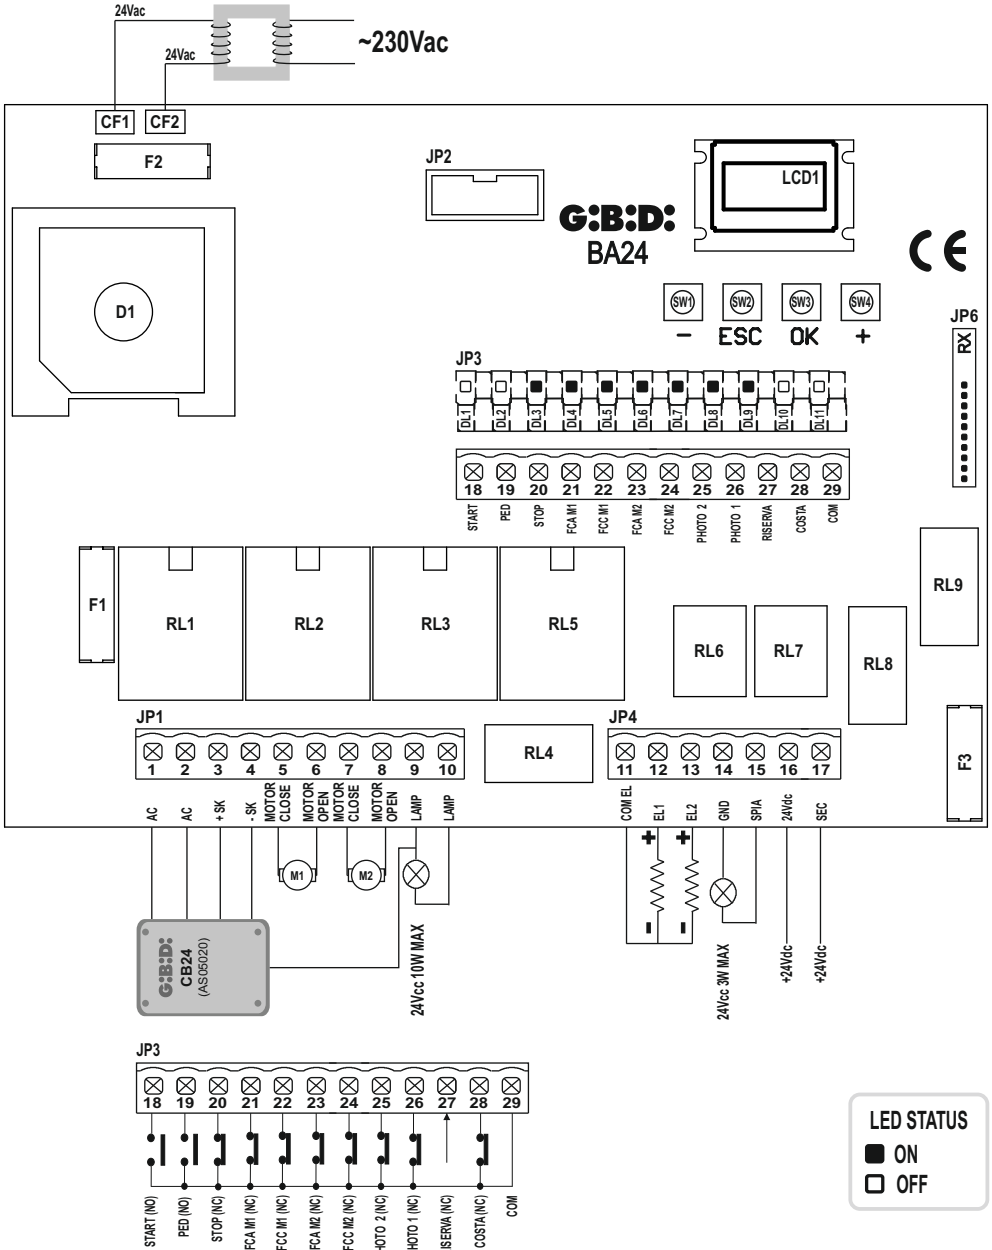 24Vac
24Vac
~230Vac
CF1
CF2
F2
JP2
LCD1
G:B:D:
BA24
D1
SW1
SW2
SW3
SW4
-
ESC
OK
+
JP6
RX
JP3
DL1
DL2
DL3
DL4
DL5
DL6
DL7
DL8
DL9
DL10
DL11
18
19
20
21
22
23
24
25
26
27
28
29
START
PED
STOP
FCA M1
FCC M1
FCA M2
FCC M2
PHOTO 2
PHOTO 1
RISERVA
COSTA
COM
F1
RL1
RL2
RL3
RL5
RL6
RL7
RL8
RL9
F3
RL4
JP1
1
2
3
4
5
6
7
8
9
10
AC
AC
+ SK
- SK
MOTOR CLOSE
MOTOR OPEN
MOTOR CLOSE
MOTOR OPEN
LAMP
LAMP
JP4
11
12
13
14
15
16
17
COM EL
EL1
EL2
GND
SPIA
24Vdc
SEC
M1
M2
G:B:D:
CB24
(AS05020)
24Vcc 10W MAX
+
-
+
-
24Vcc 3W MAX
+24Vdc
+24Vdc
JP3
18
19
20
21
22
23
24
25
26
27
28
29
START (NO)
PED (NO)
STOP (NC)
FCA M1 (NC)
FCC M1 (NC)
FCA M2 (NC)
FCC M2 (NC)
HOTO 2 (NC)
HOTO 1 (NC)
ISERVA (NC)
COSTA (NC)
COM
LED STATUS
ON
OFF